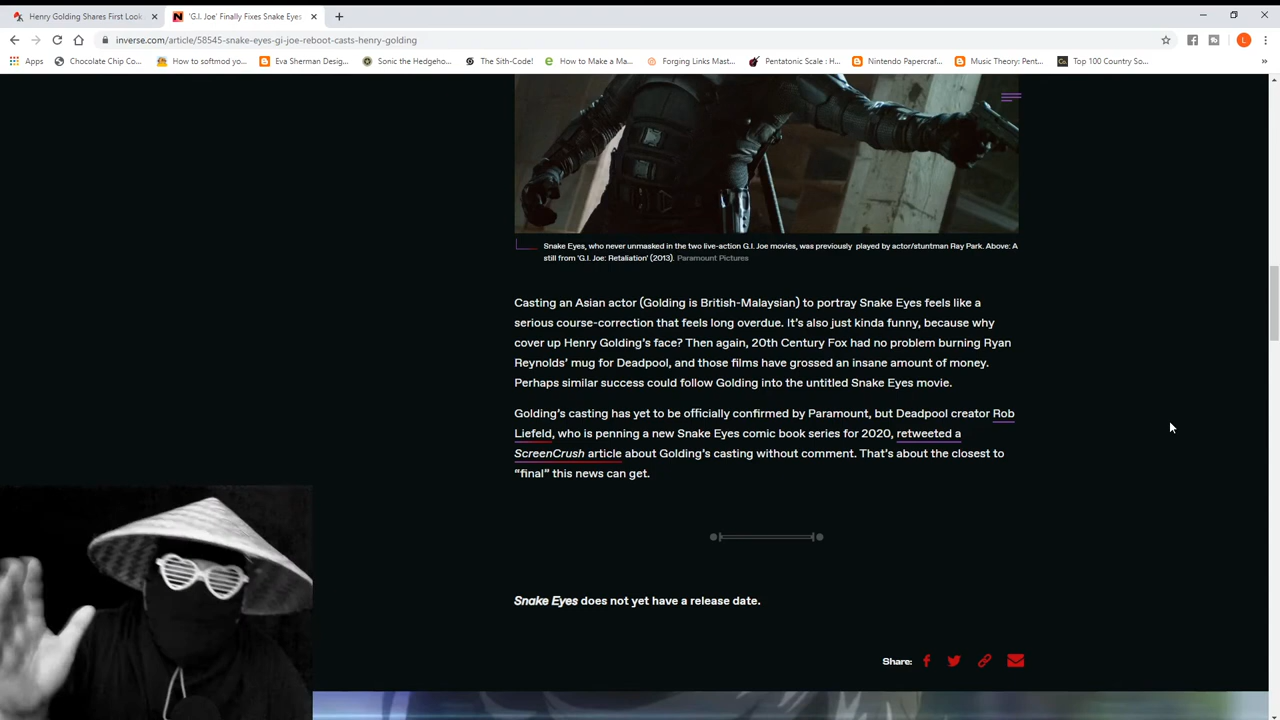 Henry Golding Shares First Look
'G.I. Joe' Finally Fixes Snake Eyes
inverse.com/article/58545-snake-eyes-gi-joe-reboot-casts-henry-golding
Apps
Chocolate Chip Co...
How to softmod yo...
Eva Sherman Desig...
Sonic the Hedgeho...
The Sith-Code!
How to Make a Ma...
Forging Links Mast...
Pentatonic Scale : H...
Nintendo Papercraf...
Music Theory: Pent...
Top 100 Country So...
Snake Eyes, who never unmasked in the two live-action G.I. Joe movies, was previously played by actor/stuntman Ray Park. Above: A
still from 'G.I. Joe: Retaliation' (2013). Paramount Pictures
Casting an Asian actor (Golding is British-Malaysian) to portray Snake Eyes feels like a
serious course-correction that feels long overdue. It's also just kinda funny, because why
cover up Henry Golding's face? Then again, 20th Century Fox had no problem burning Ryan
Reynolds' mug for Deadpool, and those films have grossed an insane amount of money.
Perhaps similar success could follow Golding into the untitled Snake Eyes movie.
Golding's casting has yet to be officially confirmed by Paramount, but Deadpool creator Rob
Liefeld, who is penning a new Snake Eyes comic book series for 2020, retweeted a
ScreenCrush article about Golding's casting without comment. That's about the closest to
"final" this news can get.
Snake Eyes does not yet have a release date.
Share: